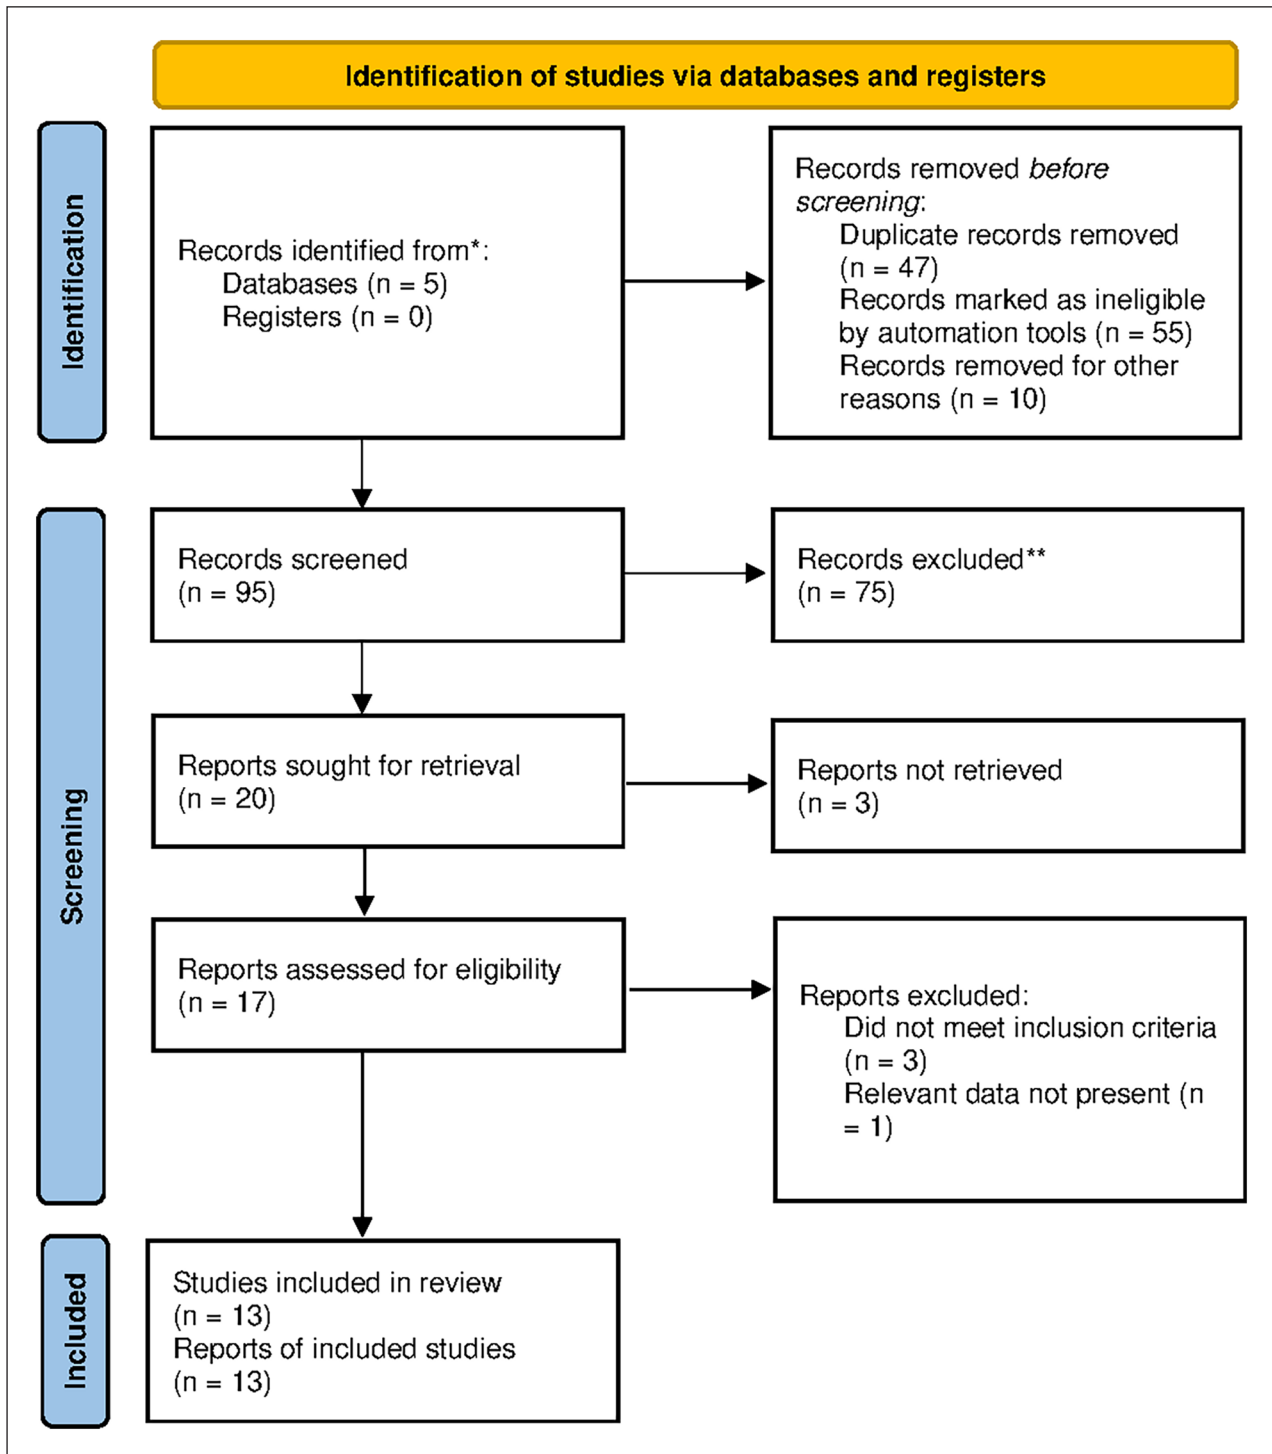 Identification of studies via databases and registers
Identification
Records identified from*:
Databases (n = 5)
Registers (n = 0)
Records removed before
screening:
Duplicate records removed
(n = 47)
Records marked as ineligible
by automation tools (n = 55)
Records removed for other
reasons (n = 10)
Screening
Records screened
(n = 95)
Records excluded**
(n = 75)
Reports sought for retrieval
(n = 20)
Reports not retrieved
(n = 3)
Reports assessed for eligibility
(n = 17)
Reports excluded:
Did not meet inclusion criteria
(n = 3)
Relevant data not present (n
= 1)
Included
Studies included in review
(n = 13)
Reports of included studies
(n = 13)